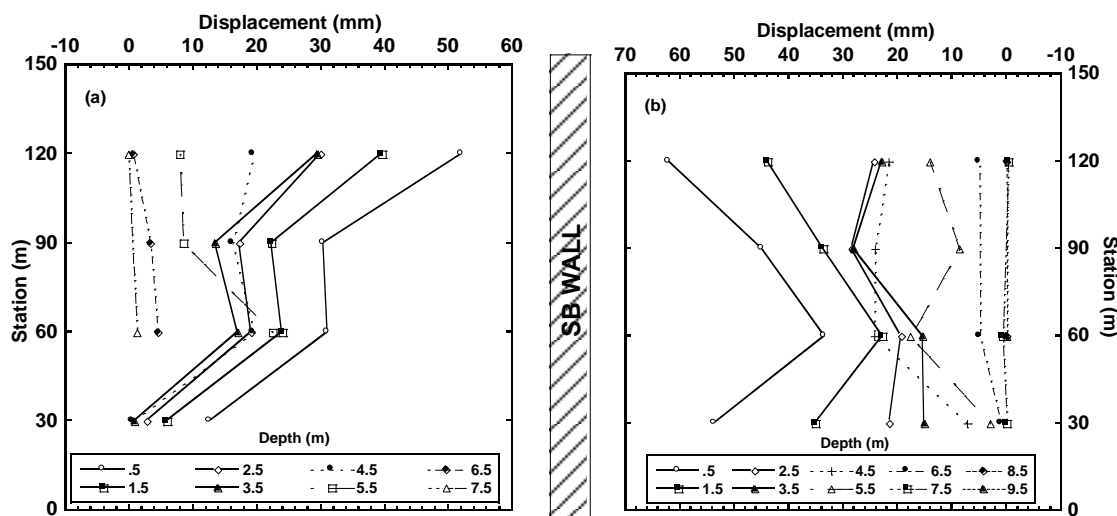 Displacement (mm)
-10 0 10 20 30 40 50 60
150
120
90
60
30
0
Station (m)
(a)
Depth (m)
.5 2.5 4.5 6.5
1.5 3.5 5.5 7.5
SB WALL
Displacement (mm)
70 60 50 40 30 20 10 0 -10
150
120
90
60
30
0
Station (m)
(b)
Depth (m)
.5 2.5 4.5 6.5 8.5
1.5 3.5 5.5 7.5 9.5